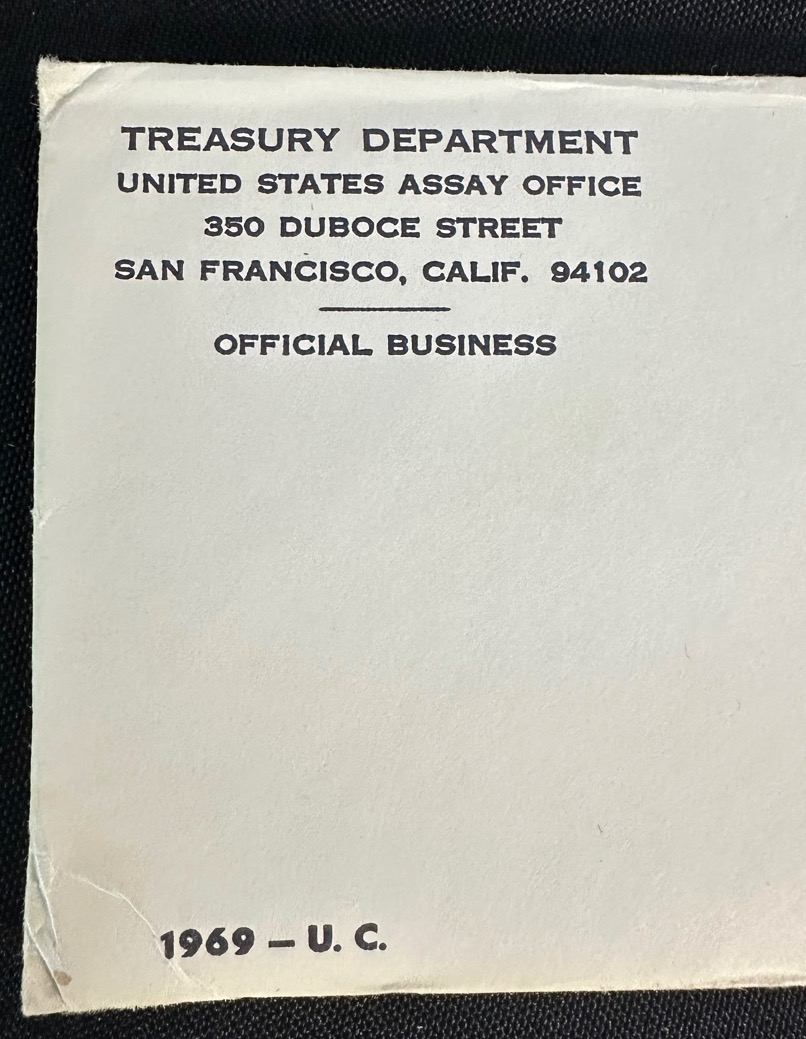 TREASURY DEPARTMENT
UNITED STATES ASSAY OFFICE
350 DUBOCE STREET
SAN FRANCISCO, CALIF. 94102
OFFICIAL BUSINESS
1969 – U. C.